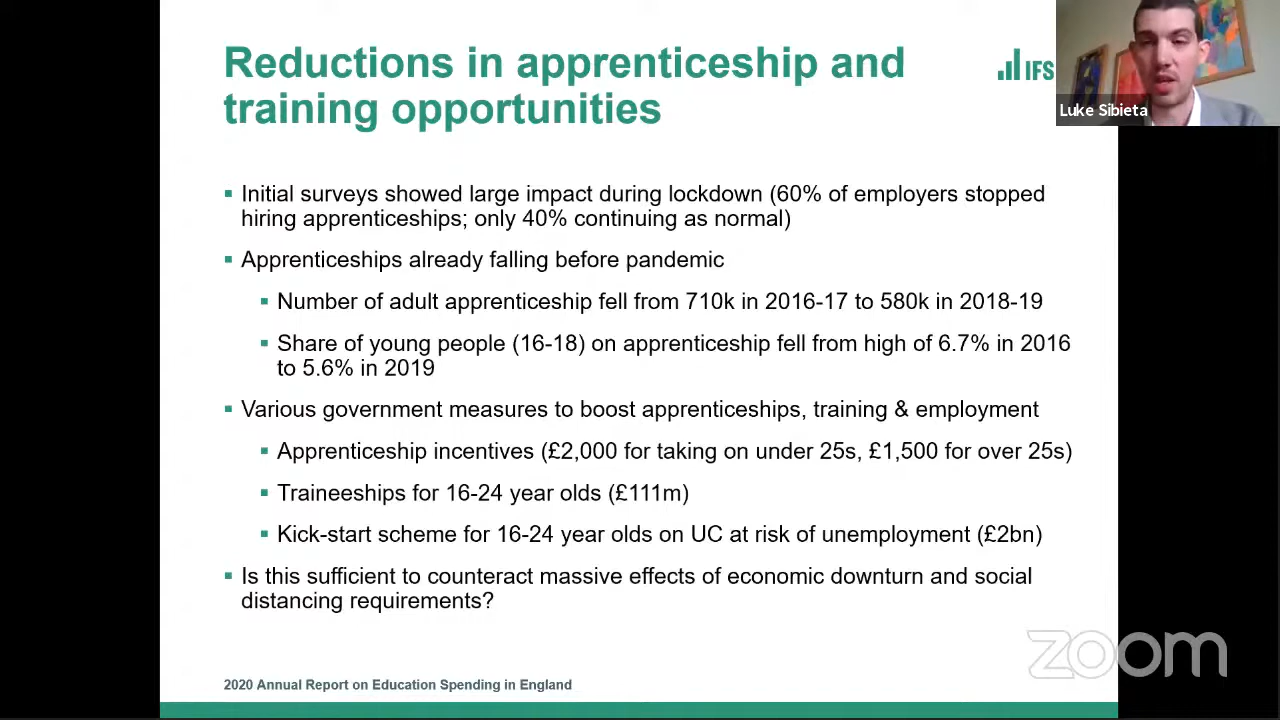 Reductions in apprenticeship and
training opportunities
IFS
Luke Sibieta
▪ Initial surveys showed large impact during lockdown (60% of employers stopped
hiring apprenticeships; only 40% continuing as normal)
▪ Apprenticeships already falling before pandemic
▪ Number of adult apprenticeship fell from 710k in 2016-17 to 580k in 2018-19
▪ Share of young people (16-18) on apprenticeship fell from high of 6.7% in 2016
to 5.6% in 2019
▪ Various government measures to boost apprenticeships, training & employment
▪ Apprenticeship incentives (£2,000 for taking on under 25s, £1,500 for over 25s)
▪ Traineeships for 16-24 year olds (£111m)
▪ Kick-start scheme for 16-24 year olds on UC at risk of unemployment (£2bn)
▪ Is this sufficient to counteract massive effects of economic downturn and social
distancing requirements?
zoom
2020 Annual Report on Education Spending in England